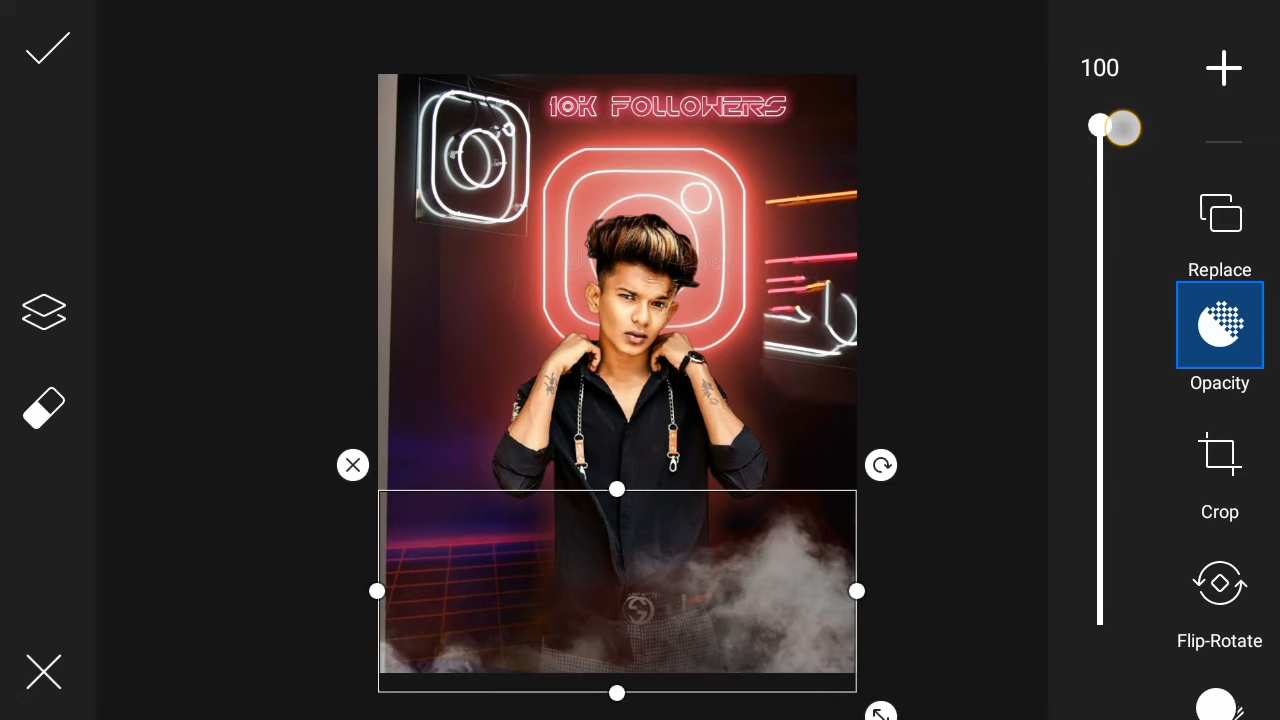 100
10K FOLLOWERS
Replace
Opacity
Crop
Flip-Rotate